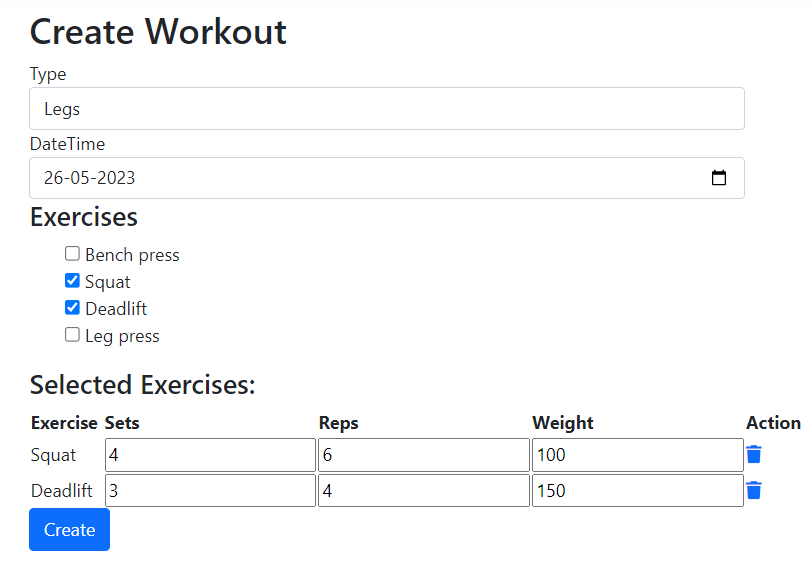 Create Workout
Type
Legs
DateTime
26-05-2023
Exercises
Bench press
Squat
Deadlift
Leg press
Selected Exercises:
Exercise Sets Reps Weight Action
Squat 4 6 100
Deadlift 3 4 150
Create